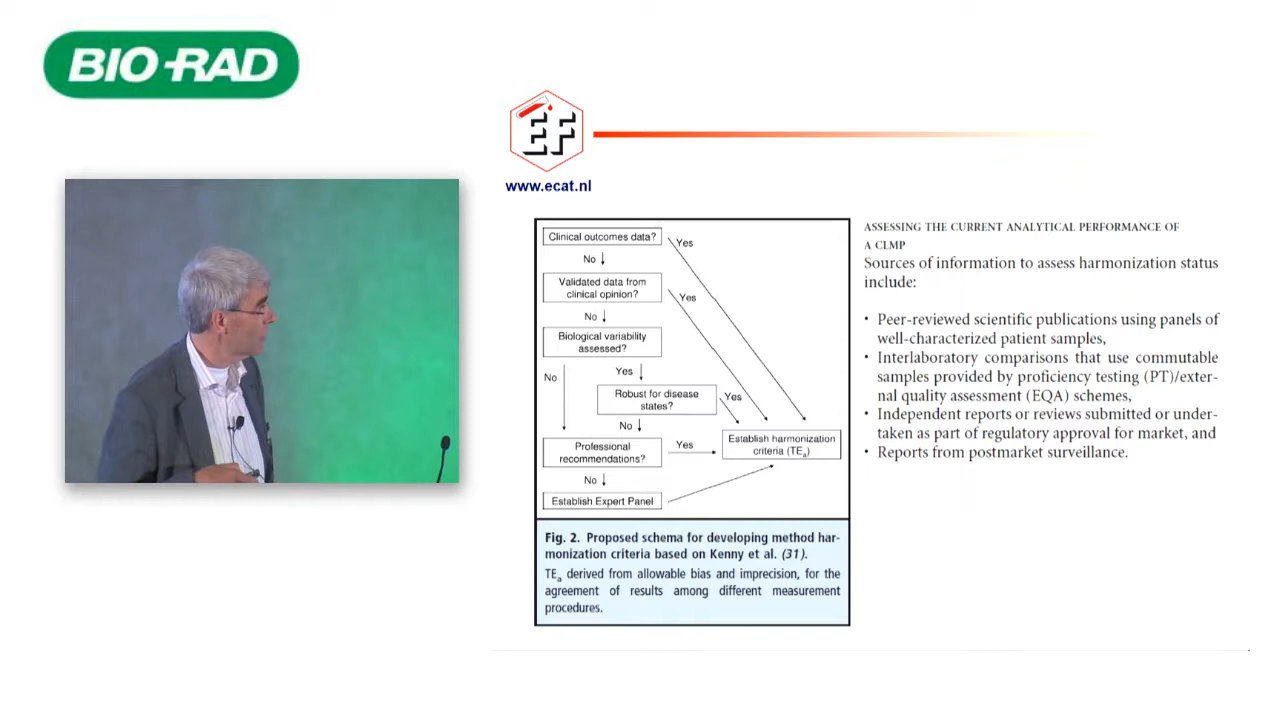 BIO-RAD
EF
www.ecat.nl
Clinical outcomes data?
Yes
No
Validated data from
clinical opinion?
Yes
No
Biological variability
assessed?
No
Yes
Robust for disease
states?
Yes
No
Professional
recommendations?
Yes
Establish harmonization
criteria (TEa)
No
Establish Expert Panel
Fig. 2. Proposed schema for developing method har-
monization criteria based on Kenny et al. (31).
TEa derived from allowable bias and imprecision, for the
agreement of results among different measurement
procedures.
ASSESSING THE CURRENT ANALYTICAL PERFORMANCE OF
A CLMP
Sources of information to assess harmonization status
include:
• Peer-reviewed scientific publications using panels of
well-characterized patient samples,
• Interlaboratory comparisons that use commutable
samples provided by proficiency testing (PT)/exter-
nal quality assessment (EQA) schemes,
• Independent reports or reviews submitted or under-
taken as part of regulatory approval for market, and
• Reports from postmarket surveillance.